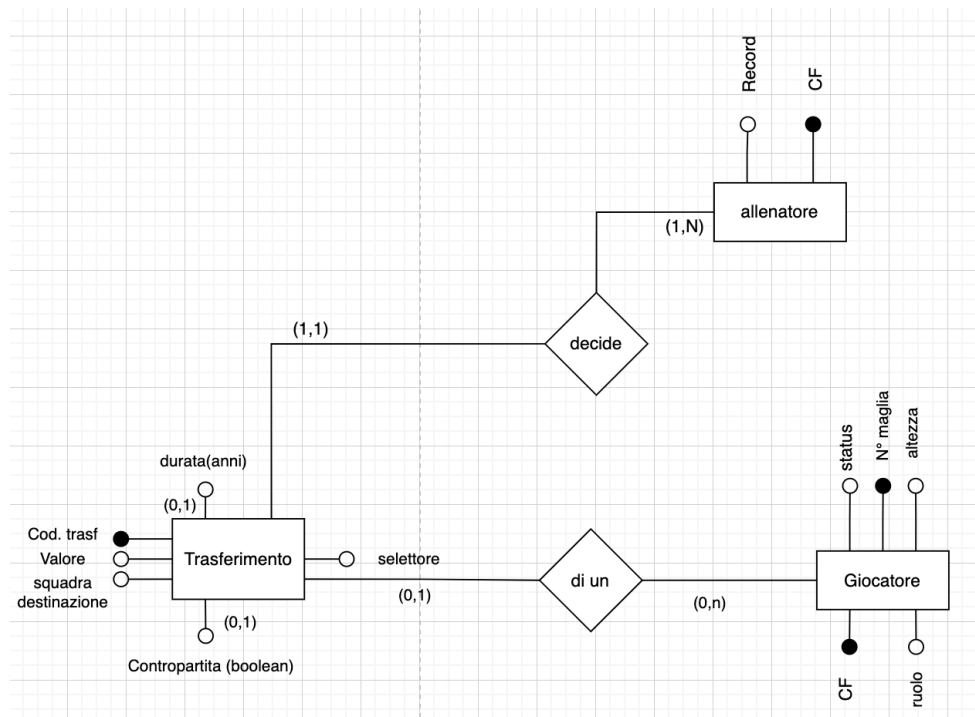 Record
CF
allenatore
(1,N)
(1,1)
decide
status
N° maglia
altezza
durata(anni)
(0,1)
Cod. trasf
Valore
squadra
destinazione
Trasferimento
selettore
(0,1)
di un
(0,n)
Giocatore
(0,1)
Contropartita (boolean)
CF
ruolo